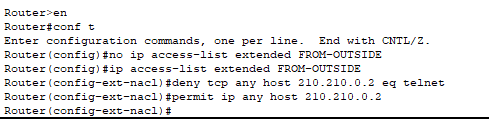 Router>en
Router#conf t
Enter configuration commands, one per line.  End with CNTL/Z.
Router(config)#no ip access-list extended FROM-OUTSIDE
Router(config)#ip access-list extended FROM-OUTSIDE
Router(config-ext-nacl)#deny tcp any host 210.210.0.2 eq telnet
Router(config-ext-nacl)#permit ip any host 210.210.0.2
Router(config-ext-nacl)#